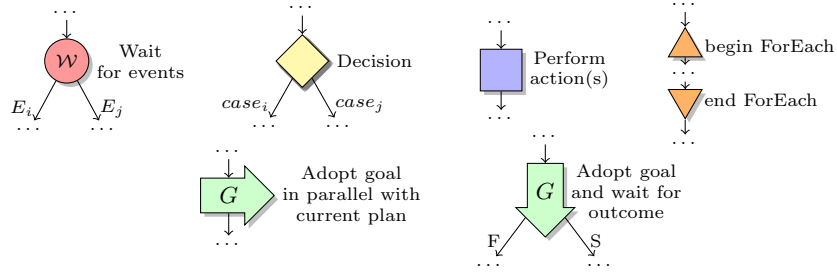 ...
...
...
...
W
Wait
for events
Decision
Perform
action(s)
begin ForEach
...
end ForEach
E_i
E_j
case_i
case_j
...
...
...
...
...
...
...
...
G
Adopt goal
in parallel with
current plan
...
G
Adopt goal
and wait for
outcome
F
S
...
...